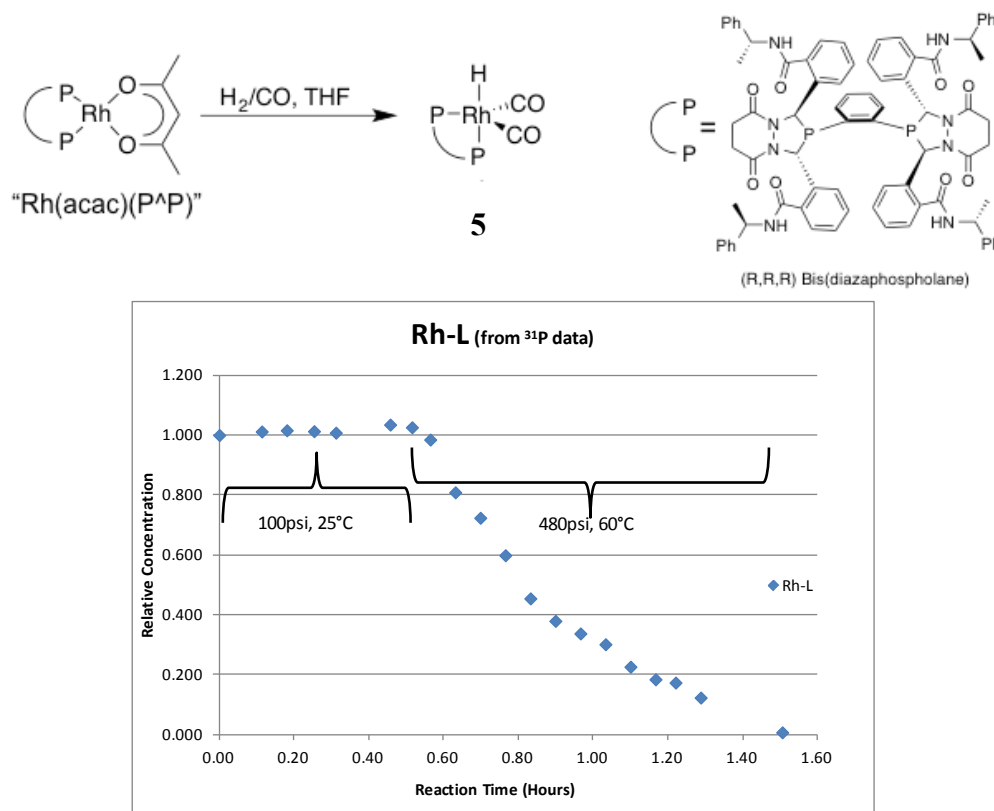 P
P
Rh
O
O
H₂/CO, THF
H
P
Rh
CO
CO
P
"Rh(acac)(P^P)"
5
P
P
=
Ph
NH
O
O
HN
Ph
O
N
N
O
P
P
O
N
N
O
Ph
NH
O
O
HN
Ph
(R,R,R) Bis(diazaphospholane)
Rh-L (from ³¹P data)
1.200
1.000
0.800
0.600
0.400
0.200
0.000
Relative Concentration
100psi, 25°C
480psi, 60°C
Rh-L
0.00 0.20 0.40 0.60 0.80 1.00 1.20 1.40 1.60
Reaction Time (Hours)